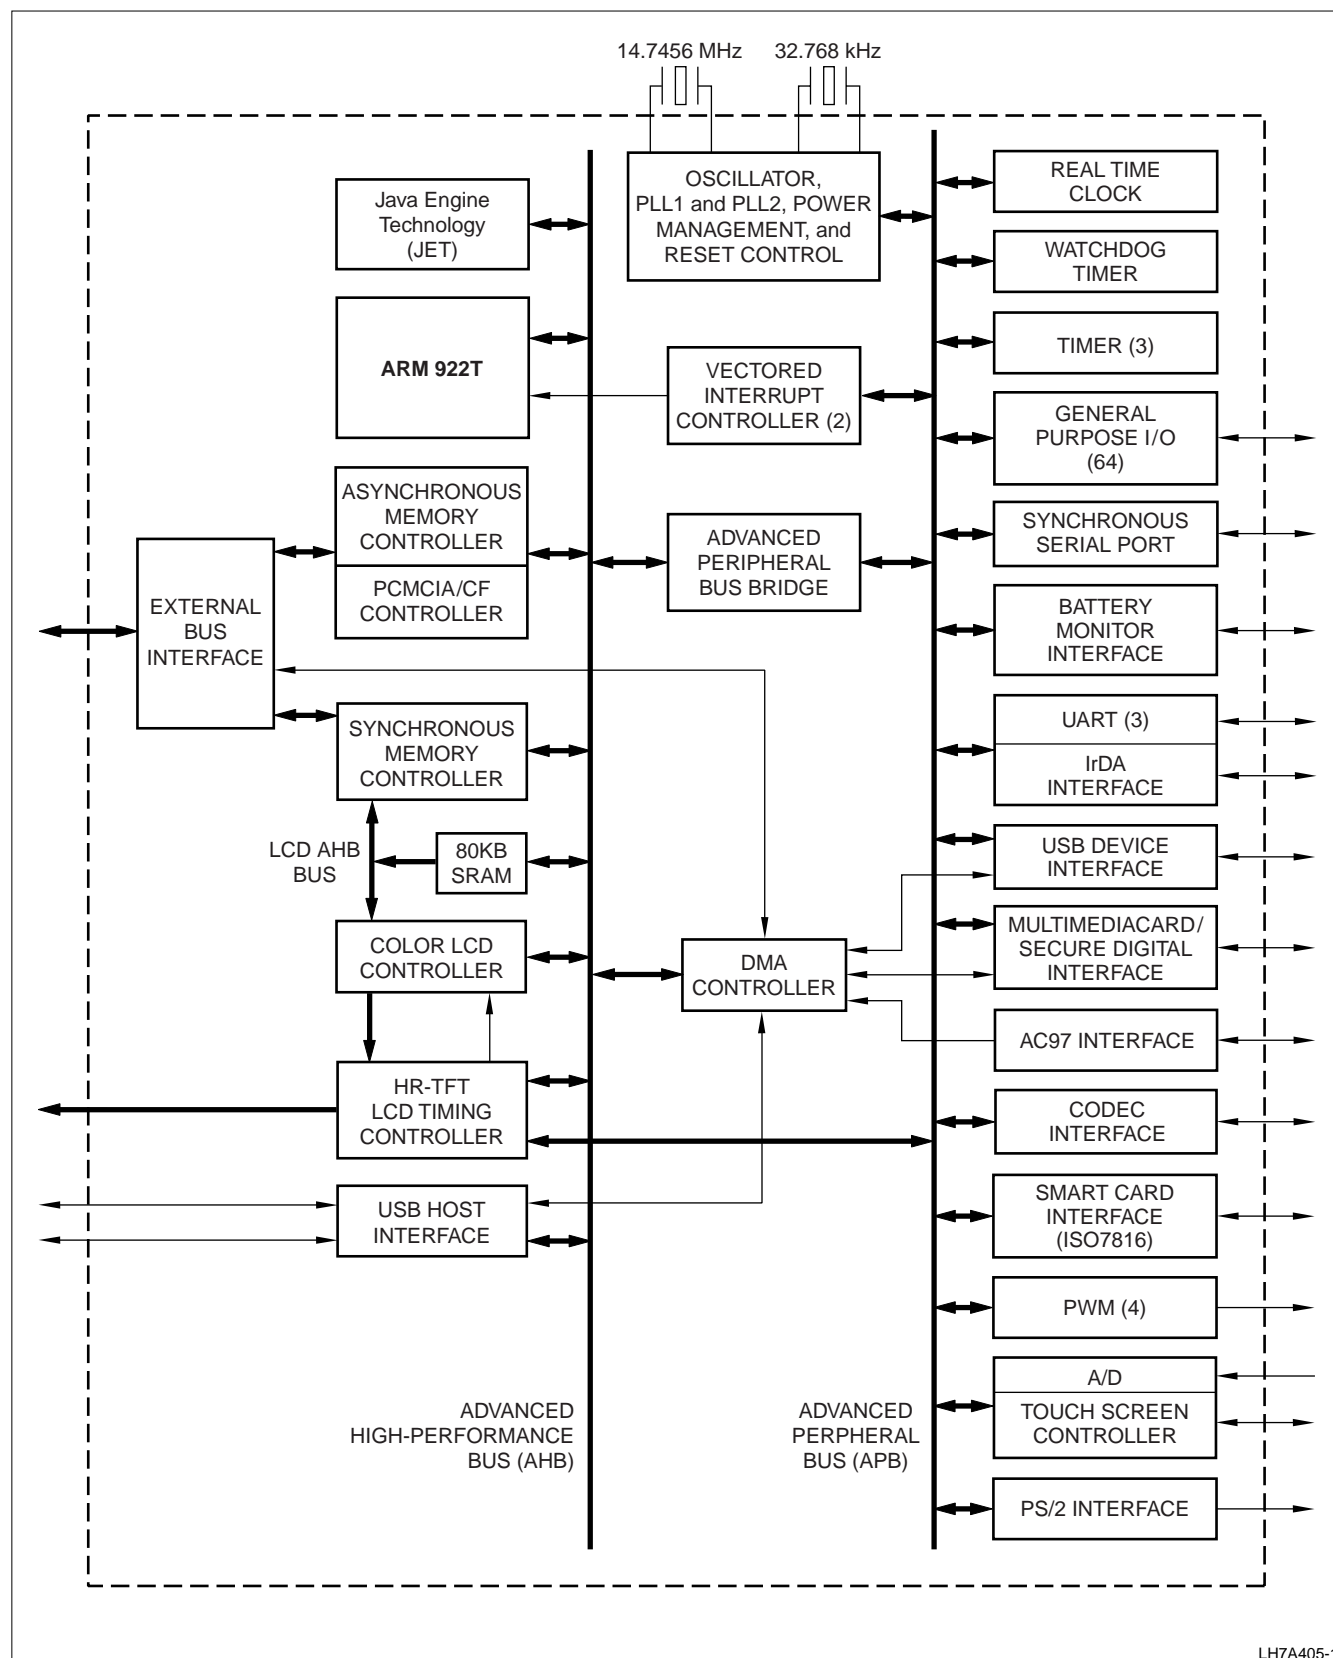 14.7456 MHz
32.768 kHz
OSCILLATOR,
PLL1 and PLL2, POWER
MANAGEMENT, and
RESET CONTROL
Java Engine
Technology
(JET)
ARM 922T
VECTORED
INTERRUPT
CONTROLLER (2)
ASYNCHRONOUS
MEMORY
CONTROLLER
PCMCIA/CF
CONTROLLER
ADVANCED
PERIPHERAL
BUS BRIDGE
EXTERNAL
BUS
INTERFACE
SYNCHRONOUS
MEMORY
CONTROLLER
LCD AHB
BUS
80KB
SRAM
COLOR LCD
CONTROLLER
DMA
CONTROLLER
HR-TFT
LCD TIMING
CONTROLLER
USB HOST
INTERFACE
ADVANCED
HIGH-PERFORMANCE
BUS (AHB)
ADVANCED
PERPHERAL
BUS (APB)
REAL TIME
CLOCK
WATCHDOG
TIMER
TIMER (3)
GENERAL
PURPOSE I/O
(64)
SYNCHRONOUS
SERIAL PORT
BATTERY
MONITOR
INTERFACE
UART (3)
IrDA
INTERFACE
USB DEVICE
INTERFACE
MULTIMEDIACARD/
SECURE DIGITAL
INTERFACE
AC97 INTERFACE
CODEC
INTERFACE
SMART CARD
INTERFACE
(ISO7816)
PWM (4)
A/D
TOUCH SCREEN
CONTROLLER
PS/2 INTERFACE
LH7A405-1